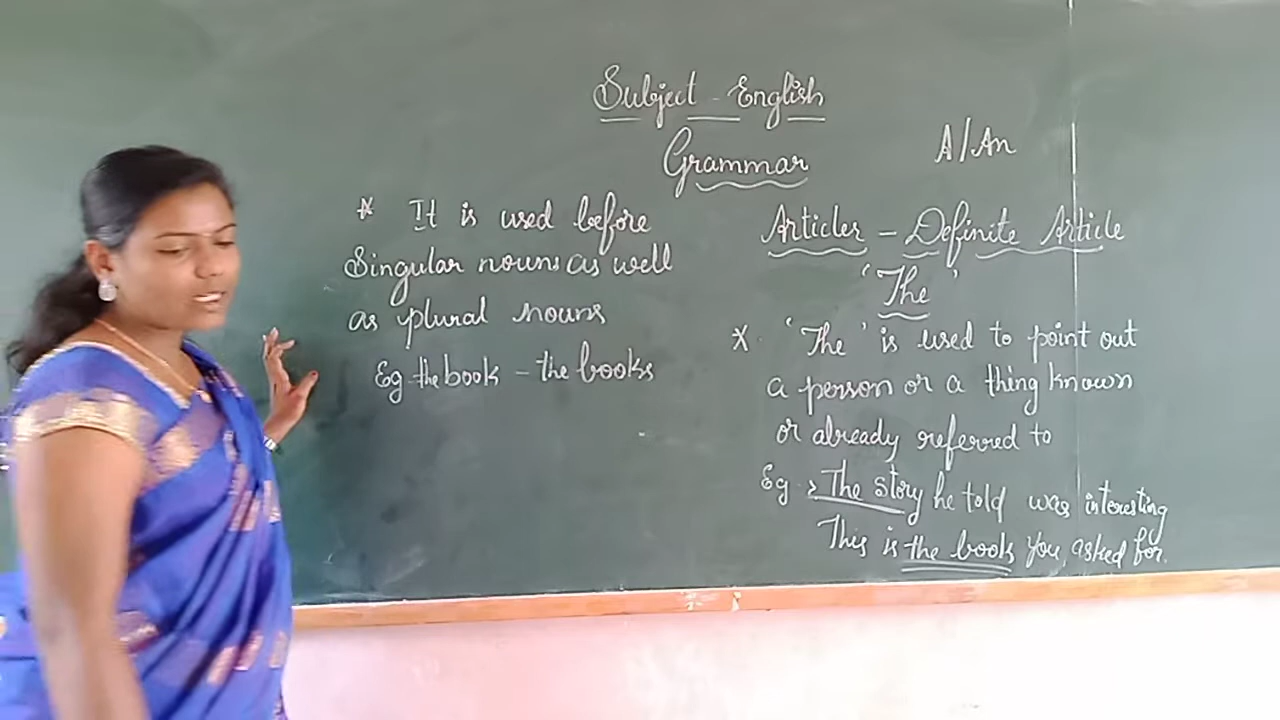 Subject - English
Grammar
A/An
Articles - Definite Article
'The'
* 'The' is used to point out
a person or a thing known
or already referred to
Eg : The story he told was interesting
This is the book you asked for.
* It is used before
Singular nouns as well
as plural nouns
Eg - the book - the books